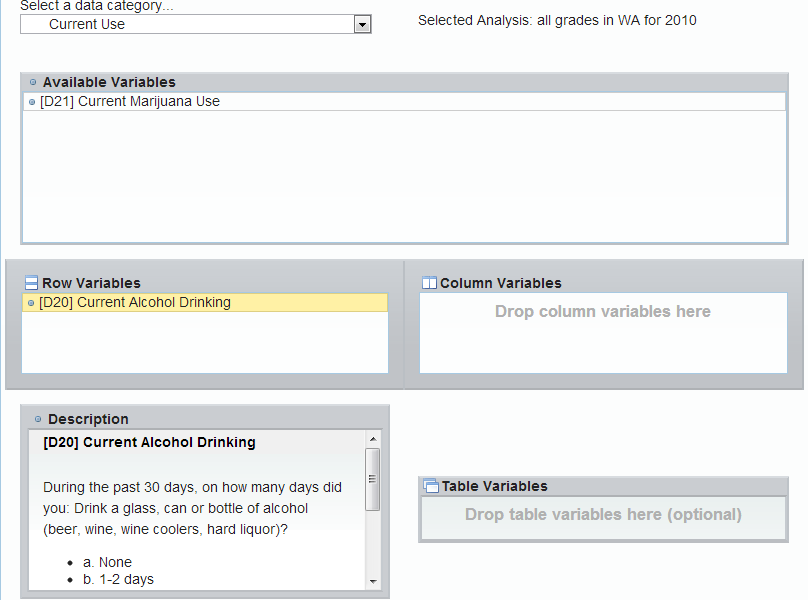 Select a data category...
Current Use
Selected Analysis: all grades in WA for 2010
Available Variables
[D21] Current Marijuana Use
Row Variables
[D20] Current Alcohol Drinking
Column Variables
Drop column variables here
Description
[D20] Current Alcohol Drinking
During the past 30 days, on how many days did
you: Drink a glass, can or bottle of alcohol
(beer, wine, wine coolers, hard liquor)?
a. None
b. 1-2 days
Table Variables
Drop table variables here (optional)